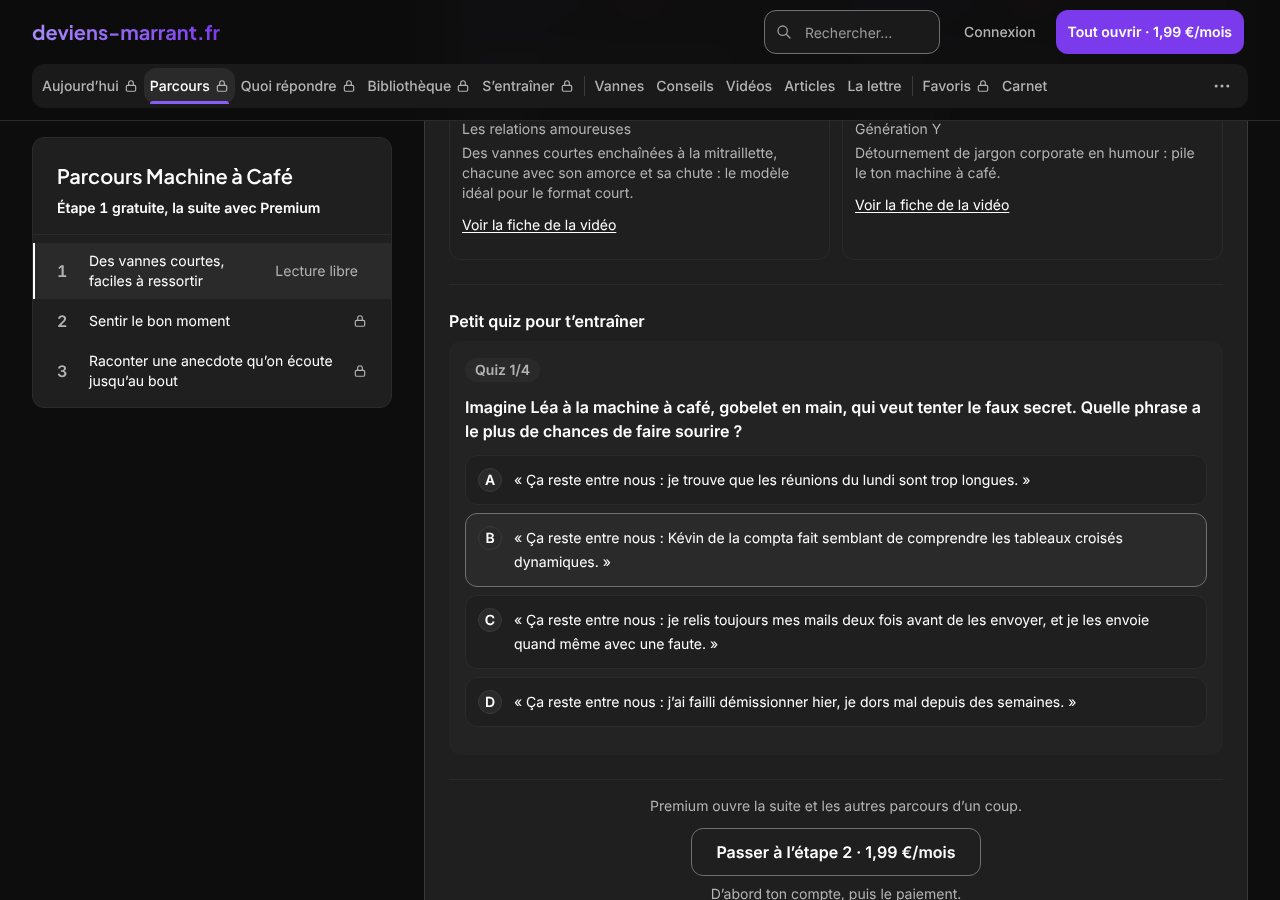 deviens-marrant.fr
Rechercher...
Connexion
Tout ouvrir · 1,99 €/mois
Aujourd’hui
Parcours
Quoi répondre
Bibliothèque
S’entraîner
Vannes
Conseils
Vidéos
Articles
La lettre
Favoris
Carnet
Parcours Machine à Café
Étape 1 gratuite, la suite avec Premium
1
Des vannes courtes,
faciles à ressortir
Lecture libre
2
Sentir le bon moment
3
Raconter une anecdote qu’on écoute
jusqu’au bout
Les relations amoureuses
Des vannes courtes enchaînées à la mitraillette,
chacune avec son amorce et sa chute : le modèle
idéal pour le format court.
Voir la fiche de la vidéo
Génération Y
Détournement de jargon corporate en humour : pile
le ton machine à café.
Voir la fiche de la vidéo
Petit quiz pour t’entraîner
Quiz 1/4
Imagine Léa à la machine à café, gobelet en main, qui veut tenter le faux secret. Quelle phrase a
le plus de chances de faire sourire ?
A
« Ça reste entre nous : je trouve que les réunions du lundi sont trop longues. »
B
« Ça reste entre nous : Kévin de la compta fait semblant de comprendre les tableaux croisés
dynamiques. »
C
« Ça reste entre nous : je relis toujours mes mails deux fois avant de les envoyer, et je les envoie
quand même avec une faute. »
D
« Ça reste entre nous : j’ai failli démissionner hier, je dors mal depuis des semaines. »
Premium ouvre la suite et les autres parcours d’un coup.
Passer à l’étape 2 · 1,99 €/mois
D’abord ton compte, puis le paiement.